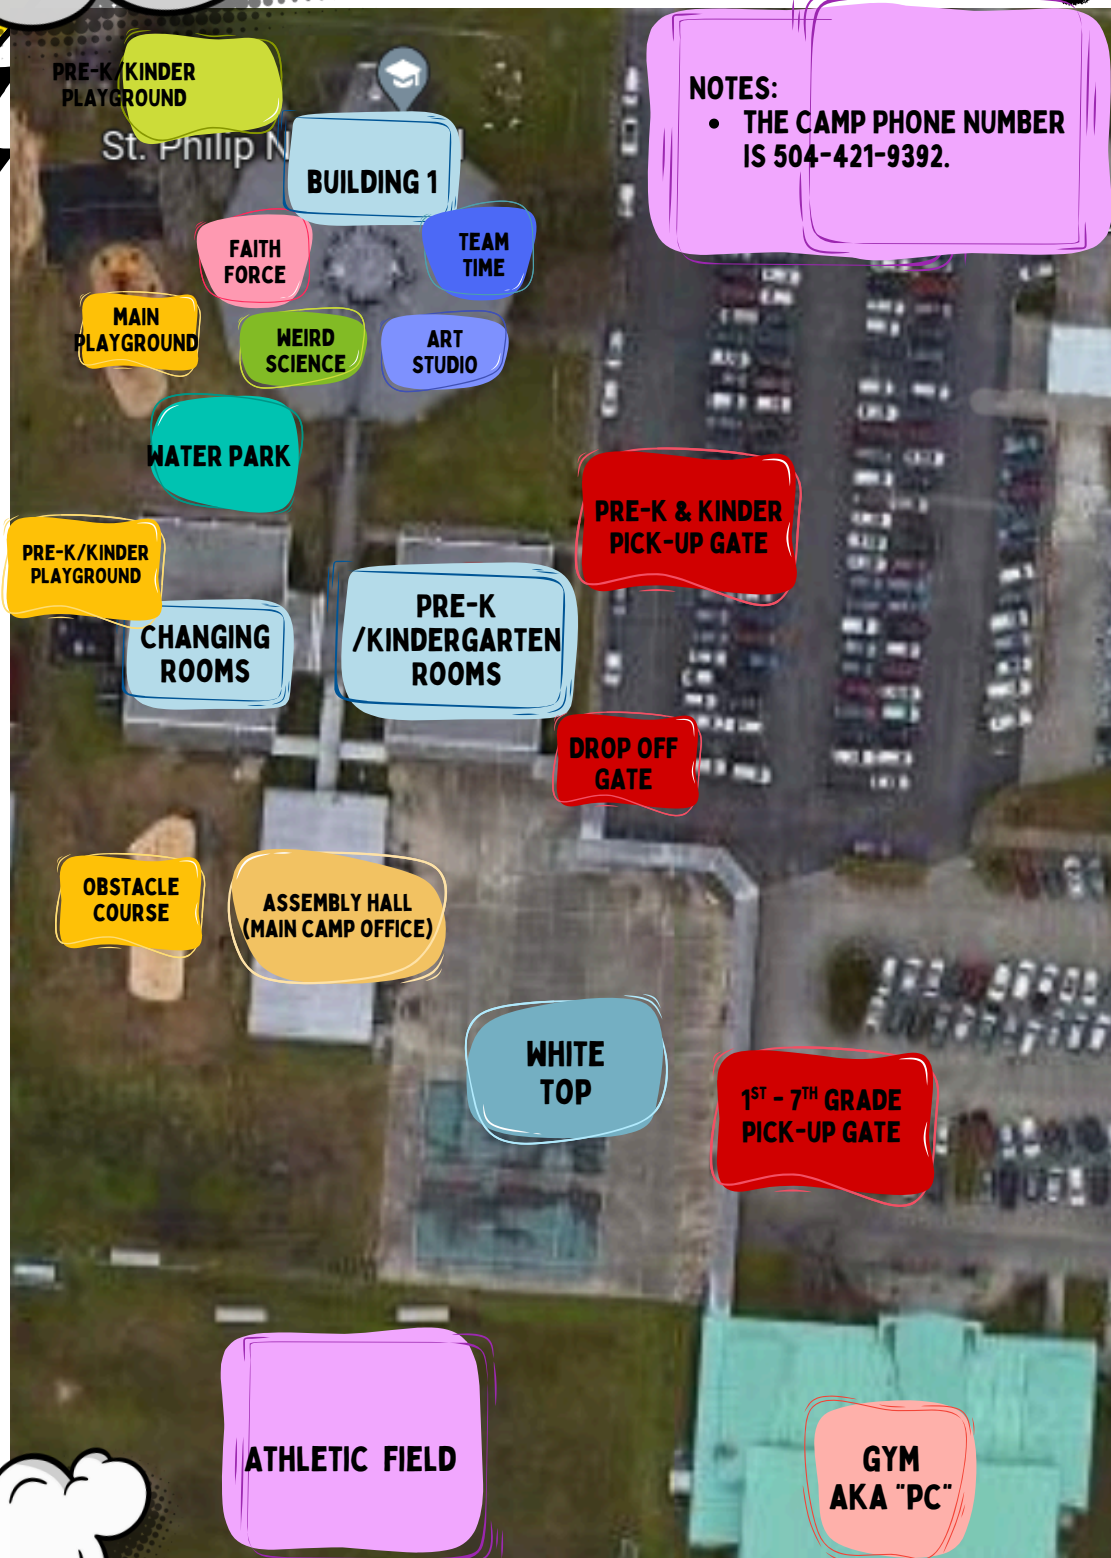 PRE-K/KINDER
PLAYGROUND
NOTES:
• THE CAMP PHONE NUMBER
IS 504-421-9392.
St. Philip N
BUILDING 1
FAITH
FORCE
TEAM
TIME
MAIN
PLAYGROUND
WEIRD
SCIENCE
ART
STUDIO
WATER PARK
PRE-K & KINDER
PICK-UP GATE
PRE-K/KINDER
PLAYGROUND
PRE-K
/KINDERGARTEN
ROOMS
CHANGING
ROOMS
DROP OFF
GATE
OBSTACLE
COURSE
ASSEMBLY HALL
(MAIN CAMP OFFICE)
WHITE
TOP
1ST - 7TH GRADE
PICK-UP GATE
ATHLETIC FIELD
GYM
AKA "PC"